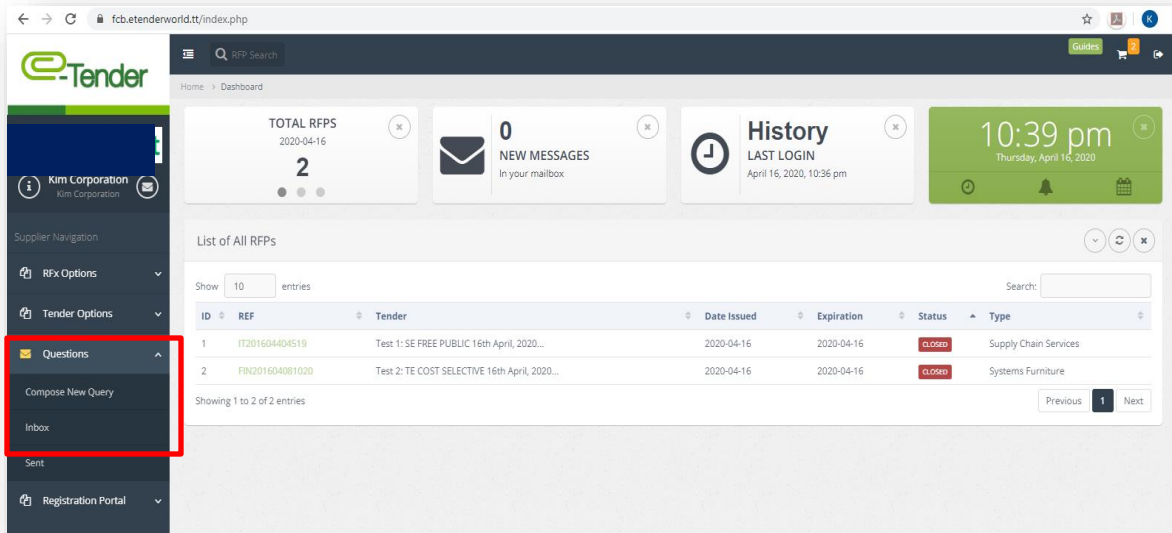 fcb.etenderworld.tt/index.php
K
e-Tender
RFP Search
Guides
2
Home > Dashboard
TOTAL RFPS
2020-04-16
2
0
NEW MESSAGES
In your mailbox
History
LAST LOGIN
April 16, 2020, 10:36 pm
10:39 pm
Thursday, April 16, 2020
Kim Corporation
Kim Corporation
Supplier Navigation
RFx Options
Tender Options
Questions
Compose New Query
Inbox
Sent
Registration Portal
List of All RFPs
Show 10 entries
Search:
ID REF Tender Date Issued Expiration Status Type
1 IT201604404519 Test 1: SE FREE PUBLIC 16th April, 2020... 2020-04-16 2020-04-16 CLOSED Supply Chain Services
2 FIN201604081020 Test 2: TE COST SELECTIVE 16th April, 2020... 2020-04-16 2020-04-16 CLOSED Systems Furniture
Showing 1 to 2 of 2 entries
Previous 1 Next